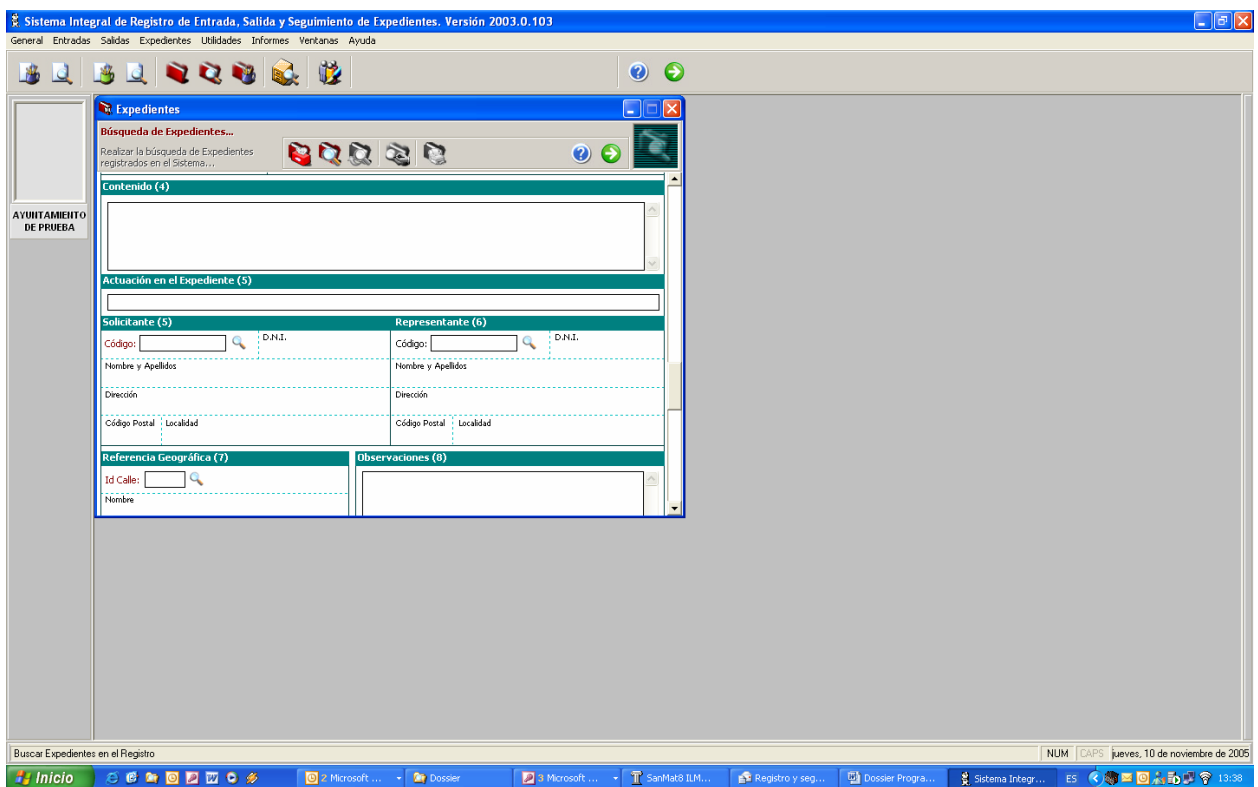 Sistema Integral de Registro de Entrada, Salida y Seguimiento de Expedientes. Versión 2003.0.103
General Entradas Salidas Expedientes Utilidades Informes Ventanas Ayuda
AYUNTAMIENTO
DE PRUEBA
Expedientes
Búsqueda de Expedientes...
Realizar la búsqueda de Expedientes
registrados en el Sistema...
Contenido (4)
Actuación en el Expediente (5)
Solicitante (5) Representante (6)
Código: D.N.I. Código: D.N.I.
Nombre y Apellidos Nombre y Apellidos
Dirección Dirección
Código Postal Localidad Código Postal Localidad
Referencia Geográfica (7) Observaciones (8)
Id Calle:
Nombre
Buscar Expedientes en el Registro NUM CAPS jueves, 10 de noviembre de 2005
Inicio 2 Microsoft ... Dossier 3 Microsoft ... SanMat8 ILM... Registro y seg... Dossier Progra... Sistema Integr... ES 13:38